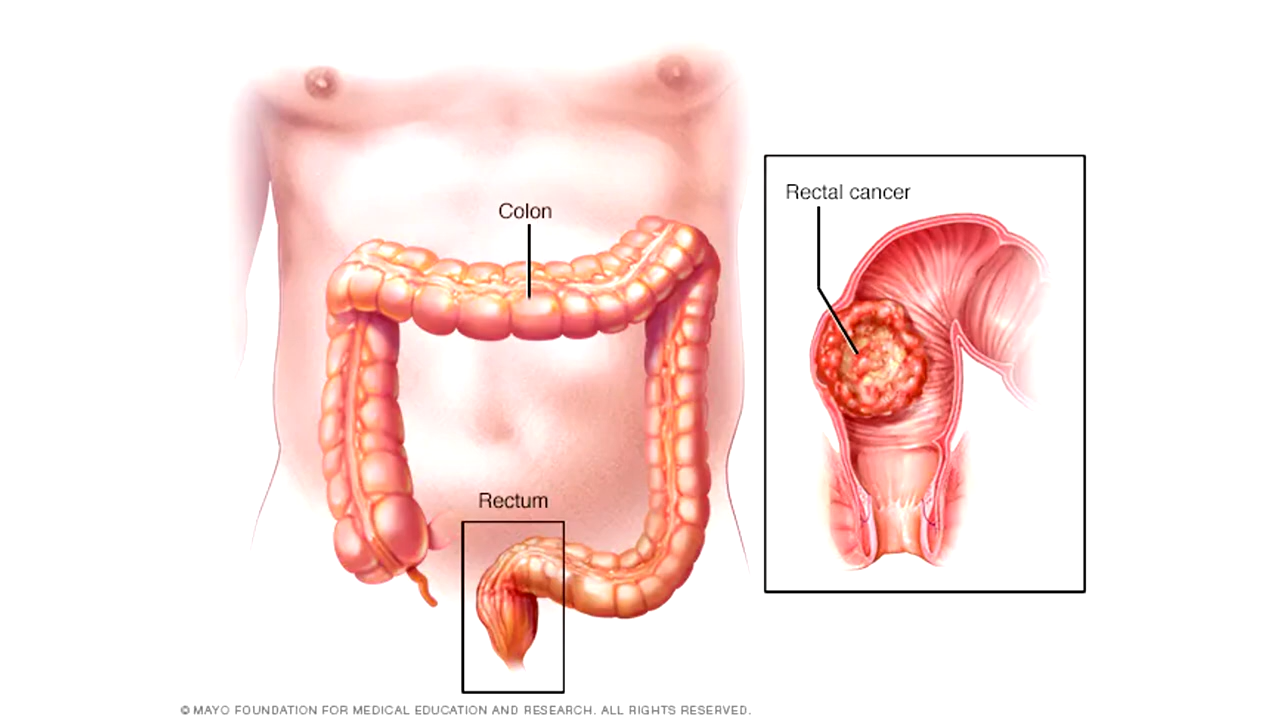 Colon
Rectal cancer
Rectum
© MAYO FOUNDATION FOR MEDICAL EDUCATION AND RESEARCH. ALL RIGHTS RESERVED.